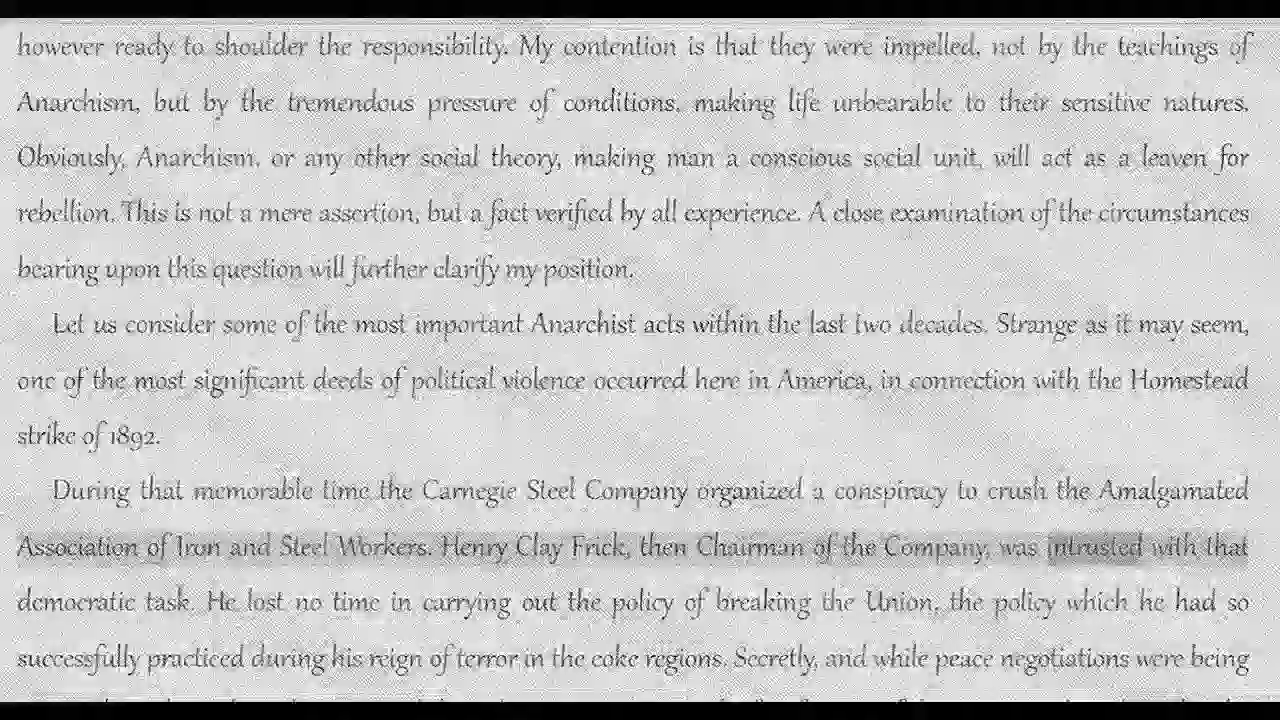 however ready to shoulder the responsibility. My contention is that they were impelled, not by the teachings of
Anarchism, but by the tremendous pressure of conditions, making life unbearable to their sensitive natures.
Obviously, Anarchism, or any other social theory, making man a conscious social unit, will act as a leaven for
rebellion. This is not a mere assertion, but a fact verified by all experience. A close examination of the circumstances
bearing upon this question will further clarify my position.
Let us consider some of the most important Anarchist acts within the last two decades. Strange as it may seem,
one of the most significant deeds of political violence occurred here in America, in connection with the Homestead
strike of 1892.
During that memorable time the Carnegie Steel Company organized a conspiracy to crush the Amalgamated
Association of Iron and Steel Workers. Henry Clay Frick, then Chairman of the Company, was intrusted with that
democratic task. He lost no time in carrying out the policy of breaking the Union, the policy which he had so
successfully practiced during his reign of terror in the coke regions. Secretly, and while peace negotiations were being